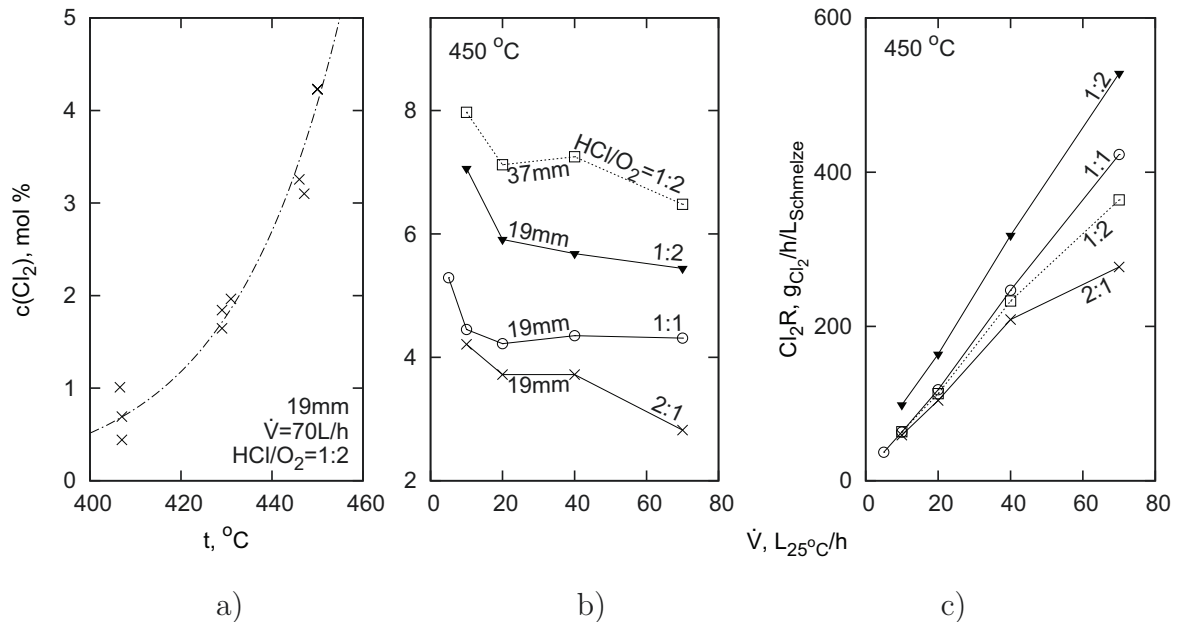 c(Cl2), mol %
5
4
3
2
1
0
400
420
440
460
t, °C
19mm
V̇=70L/h
HCl/O2=1:2
a)
450 °C
8
6
4
2
0
20
40
60
80
HCl/O2=1:2
37mm
19mm
1:2
19mm
1:1
19mm
2:1
b)
V̇, L25°C/h
Cl2R, gCl2/h/LSchmelze
450 °C
600
400
200
0
0
20
40
60
80
1:2
1:1
1:2
2:1
c)